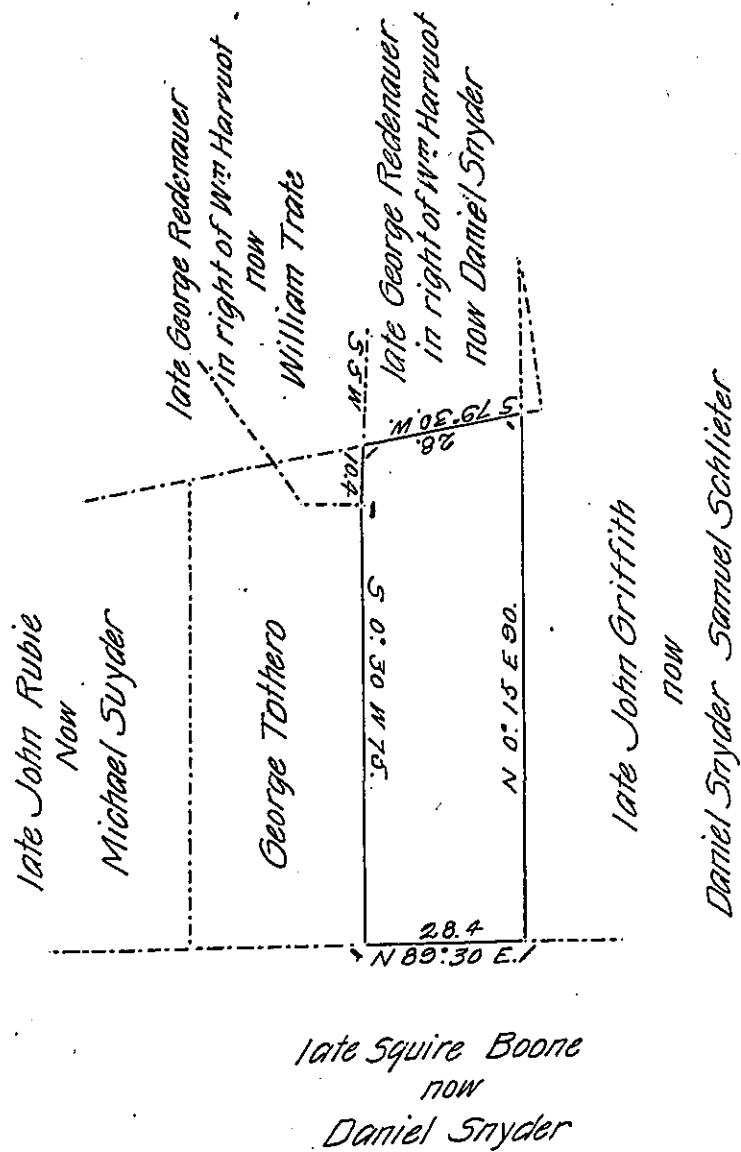 late John Rubie
Now
Michael Suyder
George Tothero
late George Redenauer
in right of Wm Harvuot
now
William Trate
late George Redenauer
in right of Wm Harvuot
now Daniel Snyder
S 5 W
10.4
S 79°30 W.
28.
S 0°30 W 75.
N 0°15 E 90.
28.4
N 89°30 E.
late John Griffith
now
Daniel Snyder Samuel Schlieter
late Squire Boone
now
Daniel Snyder